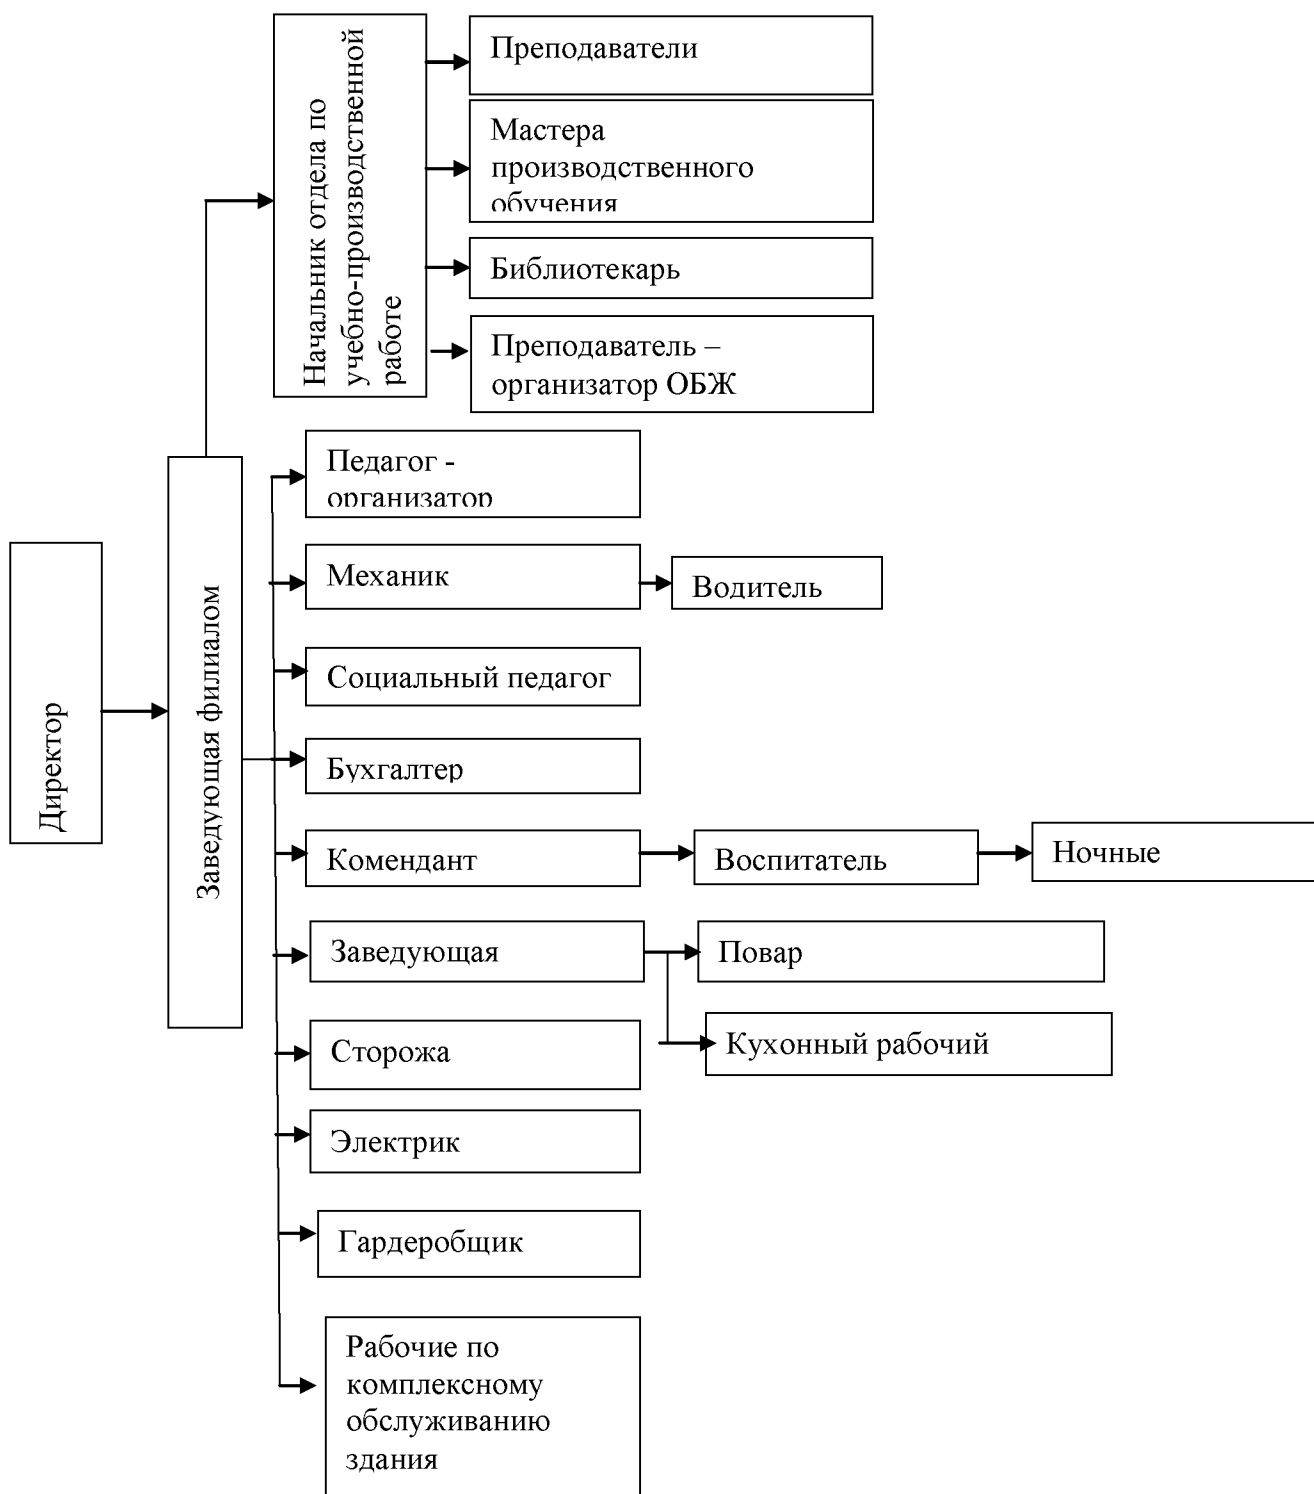 Директор
Заведующая филиалом
Начальник отдела по
учебно-производственной
работе
Преподаватели
Мастера
производственного
обучения
Библиотекарь
Преподаватель –
организатор ОБЖ
Педагог -
организатор
Механик
Водитель
Социальный педагог
Бухгалтер
Комендант
Воспитатель
Ночные
Заведующая
Повар
Кухонный рабочий
Сторожа
Электрик
Гардеробщик
Рабочие по
комплексному
обслуживанию
здания